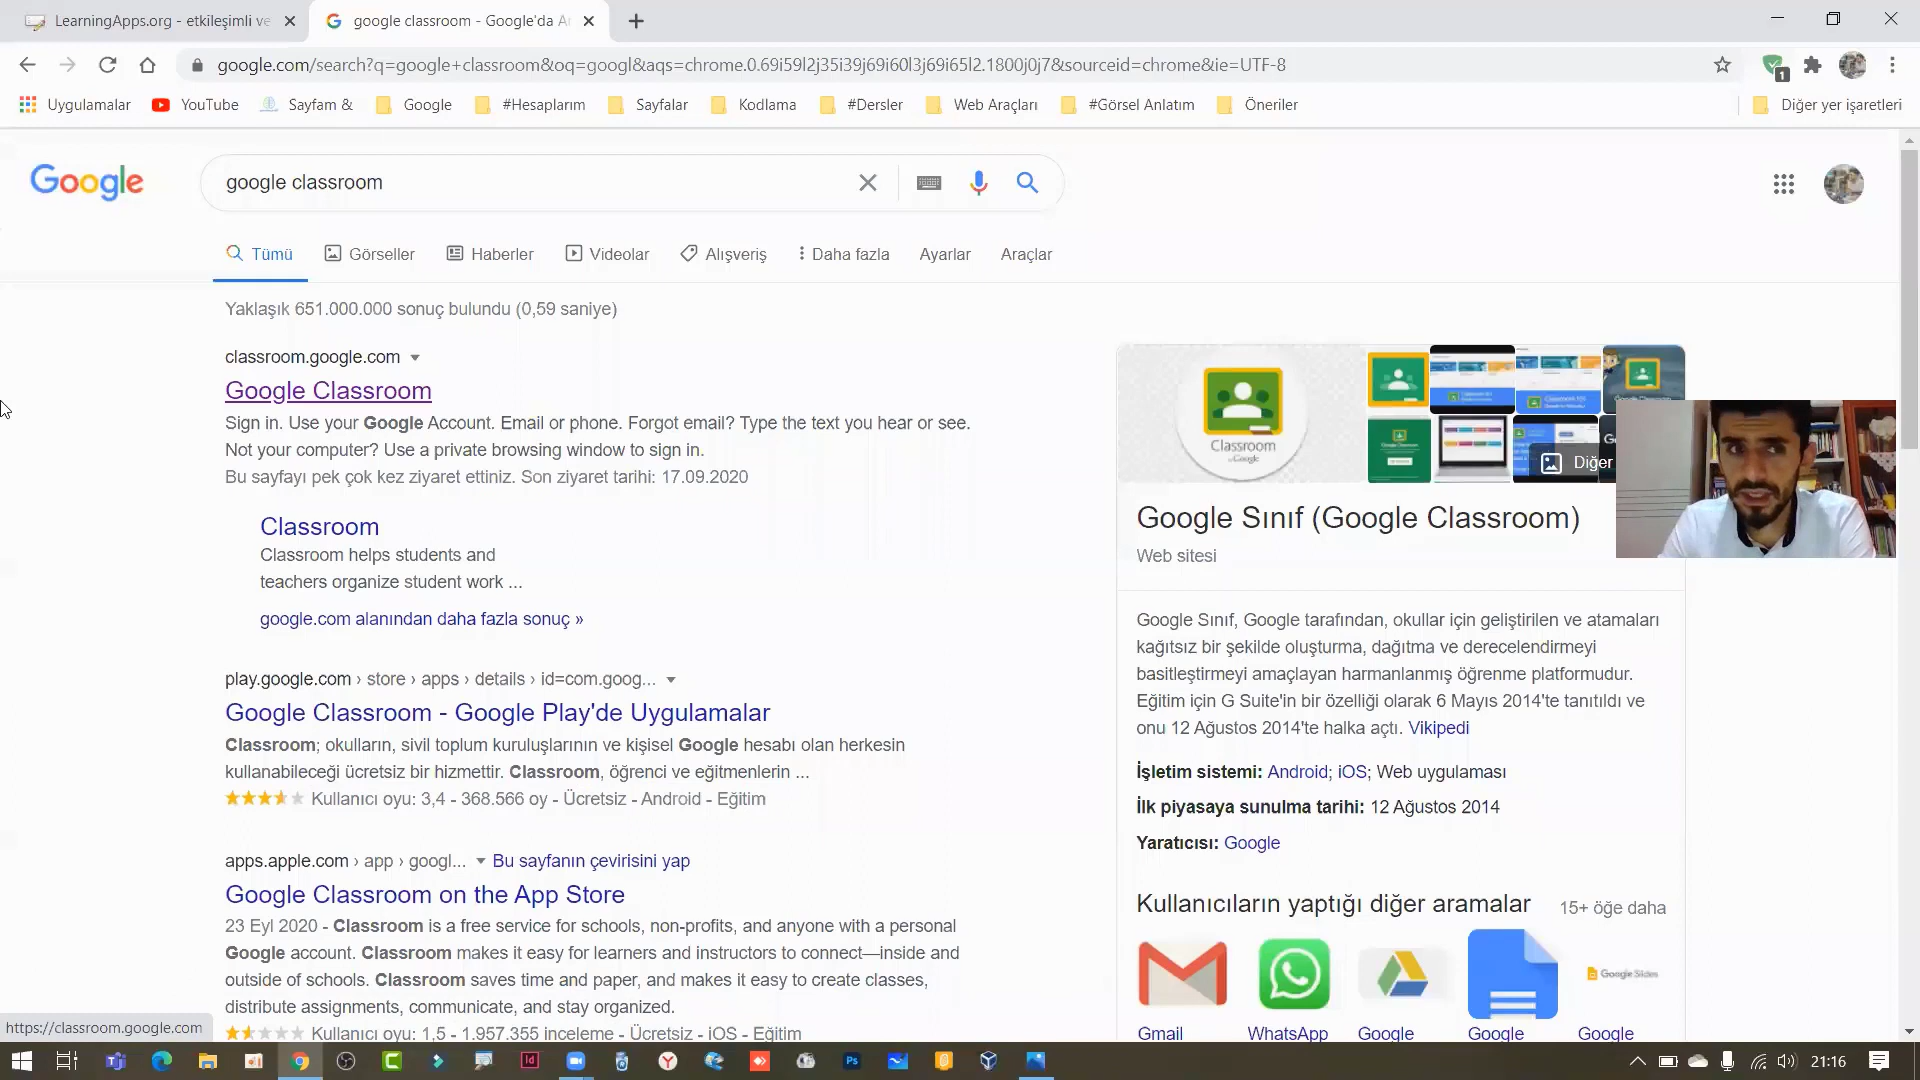 LearningApps.org - etkileşimli ve
google classroom - Google'da A
google.com/search?q=google+classroom&oq=googl&aqs=chrome.0.69i59l2j35i39j69i60l3j69i65l2.1800j0j7&sourceid=chrome&ie=UTF-8
1
Uygulamalar
YouTube
Sayfam &
Google
#Hesaplarım
Sayfalar
Kodlama
#Dersler
Web Araçları
#Görsel Anlatım
Öneriler
Diğer yer işaretleri
Google
google classroom
Tümü
Görseller
Haberler
Videolar
Alışveriş
Daha fazla
Ayarlar
Araçlar
Yaklaşık 651.000.000 sonuç bulundu (0,59 saniye)
classroom.google.com
Google Classroom
Sign in. Use your Google Account. Email or phone. Forgot email? Type the text you hear or see.
Not your computer? Use a private browsing window to sign in.
Bu sayfayı pek çok kez ziyaret ettiniz. Son ziyaret tarihi: 17.09.2020
Classroom
Classroom helps students and
teachers organize student work ...
google.com alanından daha fazla sonuç »
play.google.com › store › apps › details › id=com.goog...
Google Classroom - Google Play'de Uygulamalar
Classroom; okulların, sivil toplum kuruluşlarının ve kişisel Google hesabı olan herkesin
kullanabileceği ücretsiz bir hizmettir. Classroom, öğrenci ve eğitmenlerin ...
Kullanıcı oyu: 3,4 - 368.566 oy - Ücretsiz - Android - Eğitim
apps.apple.com › app › googl...
Bu sayfanın çevirisini yap
Google Classroom on the App Store
23 Eyl 2020 - Classroom is a free service for schools, non-profits, and anyone with a personal
Google account. Classroom makes it easy for learners and instructors to connect—inside and
outside of schools. Classroom saves time and paper, and makes it easy to create classes,
distribute assignments, communicate, and stay organized.
Kullanıcı oyu: 1,5 - 1.957.355 inceleme - Ücretsiz - iOS - Eğitim
https://classroom.google.com
Classroom
by Google
Diğer
Google Sınıf (Google Classroom)
Web sitesi
Google Sınıf, Google tarafından, okullar için geliştirilen ve atamaları
kağıtsız bir şekilde oluşturma, dağıtma ve derecelendirmeyi
basitleştirmeyi amaçlayan harmanlanmış öğrenme platformudur.
Eğitim için G Suite'in bir özelliği olarak 6 Mayıs 2014'te tanıtıldı ve
onu 12 Ağustos 2014'te halka açtı. Vikipedi
İşletim sistemi: Android; iOS; Web uygulaması
İlk piyasaya sunulma tarihi: 12 Ağustos 2014
Yaratıcısı: Google
Kullanıcıların yaptığı diğer aramalar
15+ öğe daha
Google Slides
Gmail
WhatsApp
Google
Google
Google
Id
Ps
21:16